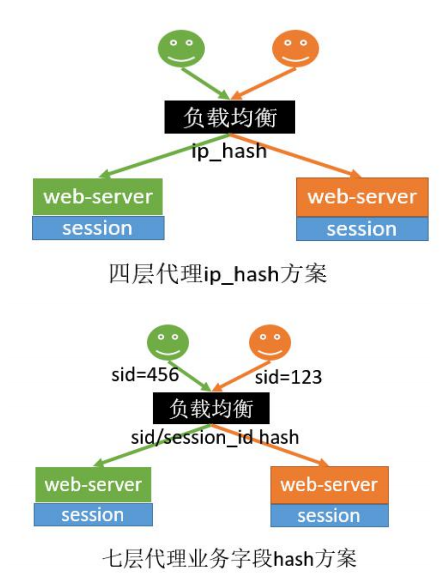 负载均衡
ip_hash
web-server web-server
session session
四层代理ip_hash方案
sid=456 sid=123
负载均衡
sid/session_id hash
web-server web-server
session session
七层代理业务字段hash方案